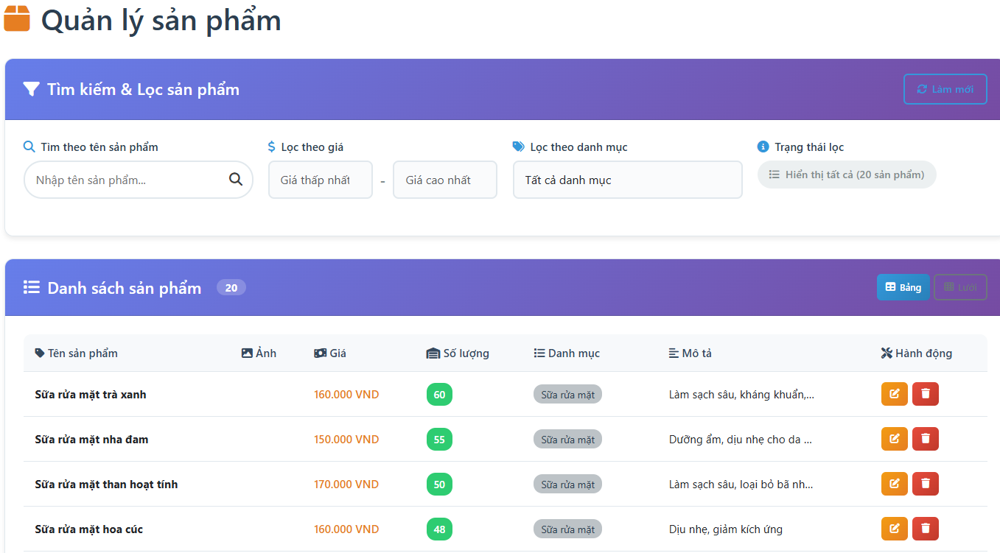 Quản lý sản phẩm
Tìm kiếm & Lọc sản phẩm
Làm mới
Tìm theo tên sản phẩm
Lọc theo giá
Lọc theo danh mục
Trạng thái lọc
Nhập tên sản phẩm...
Giá thấp nhất
-
Giá cao nhất
Tất cả danh mục
Hiển thị tất cả (20 sản phẩm)
Danh sách sản phẩm 20
Bảng
Lưới
Tên sản phẩm Ảnh Giá Số lượng Danh mục Mô tả Hành động
Sữa rửa mặt trà xanh 160.000 VND 60 Sữa rửa mặt Làm sạch sâu, kháng khuẩn,...
Sữa rửa mặt nha đam 150.000 VND 55 Sữa rửa mặt Dưỡng ẩm, dịu nhẹ cho da ...
Sữa rửa mặt than hoạt tính 170.000 VND 50 Sữa rửa mặt Làm sạch sâu, loại bỏ bã nh...
Sữa rửa mặt hoa cúc 160.000 VND 48 Sữa rửa mặt Dịu nhẹ, giảm kích ứng